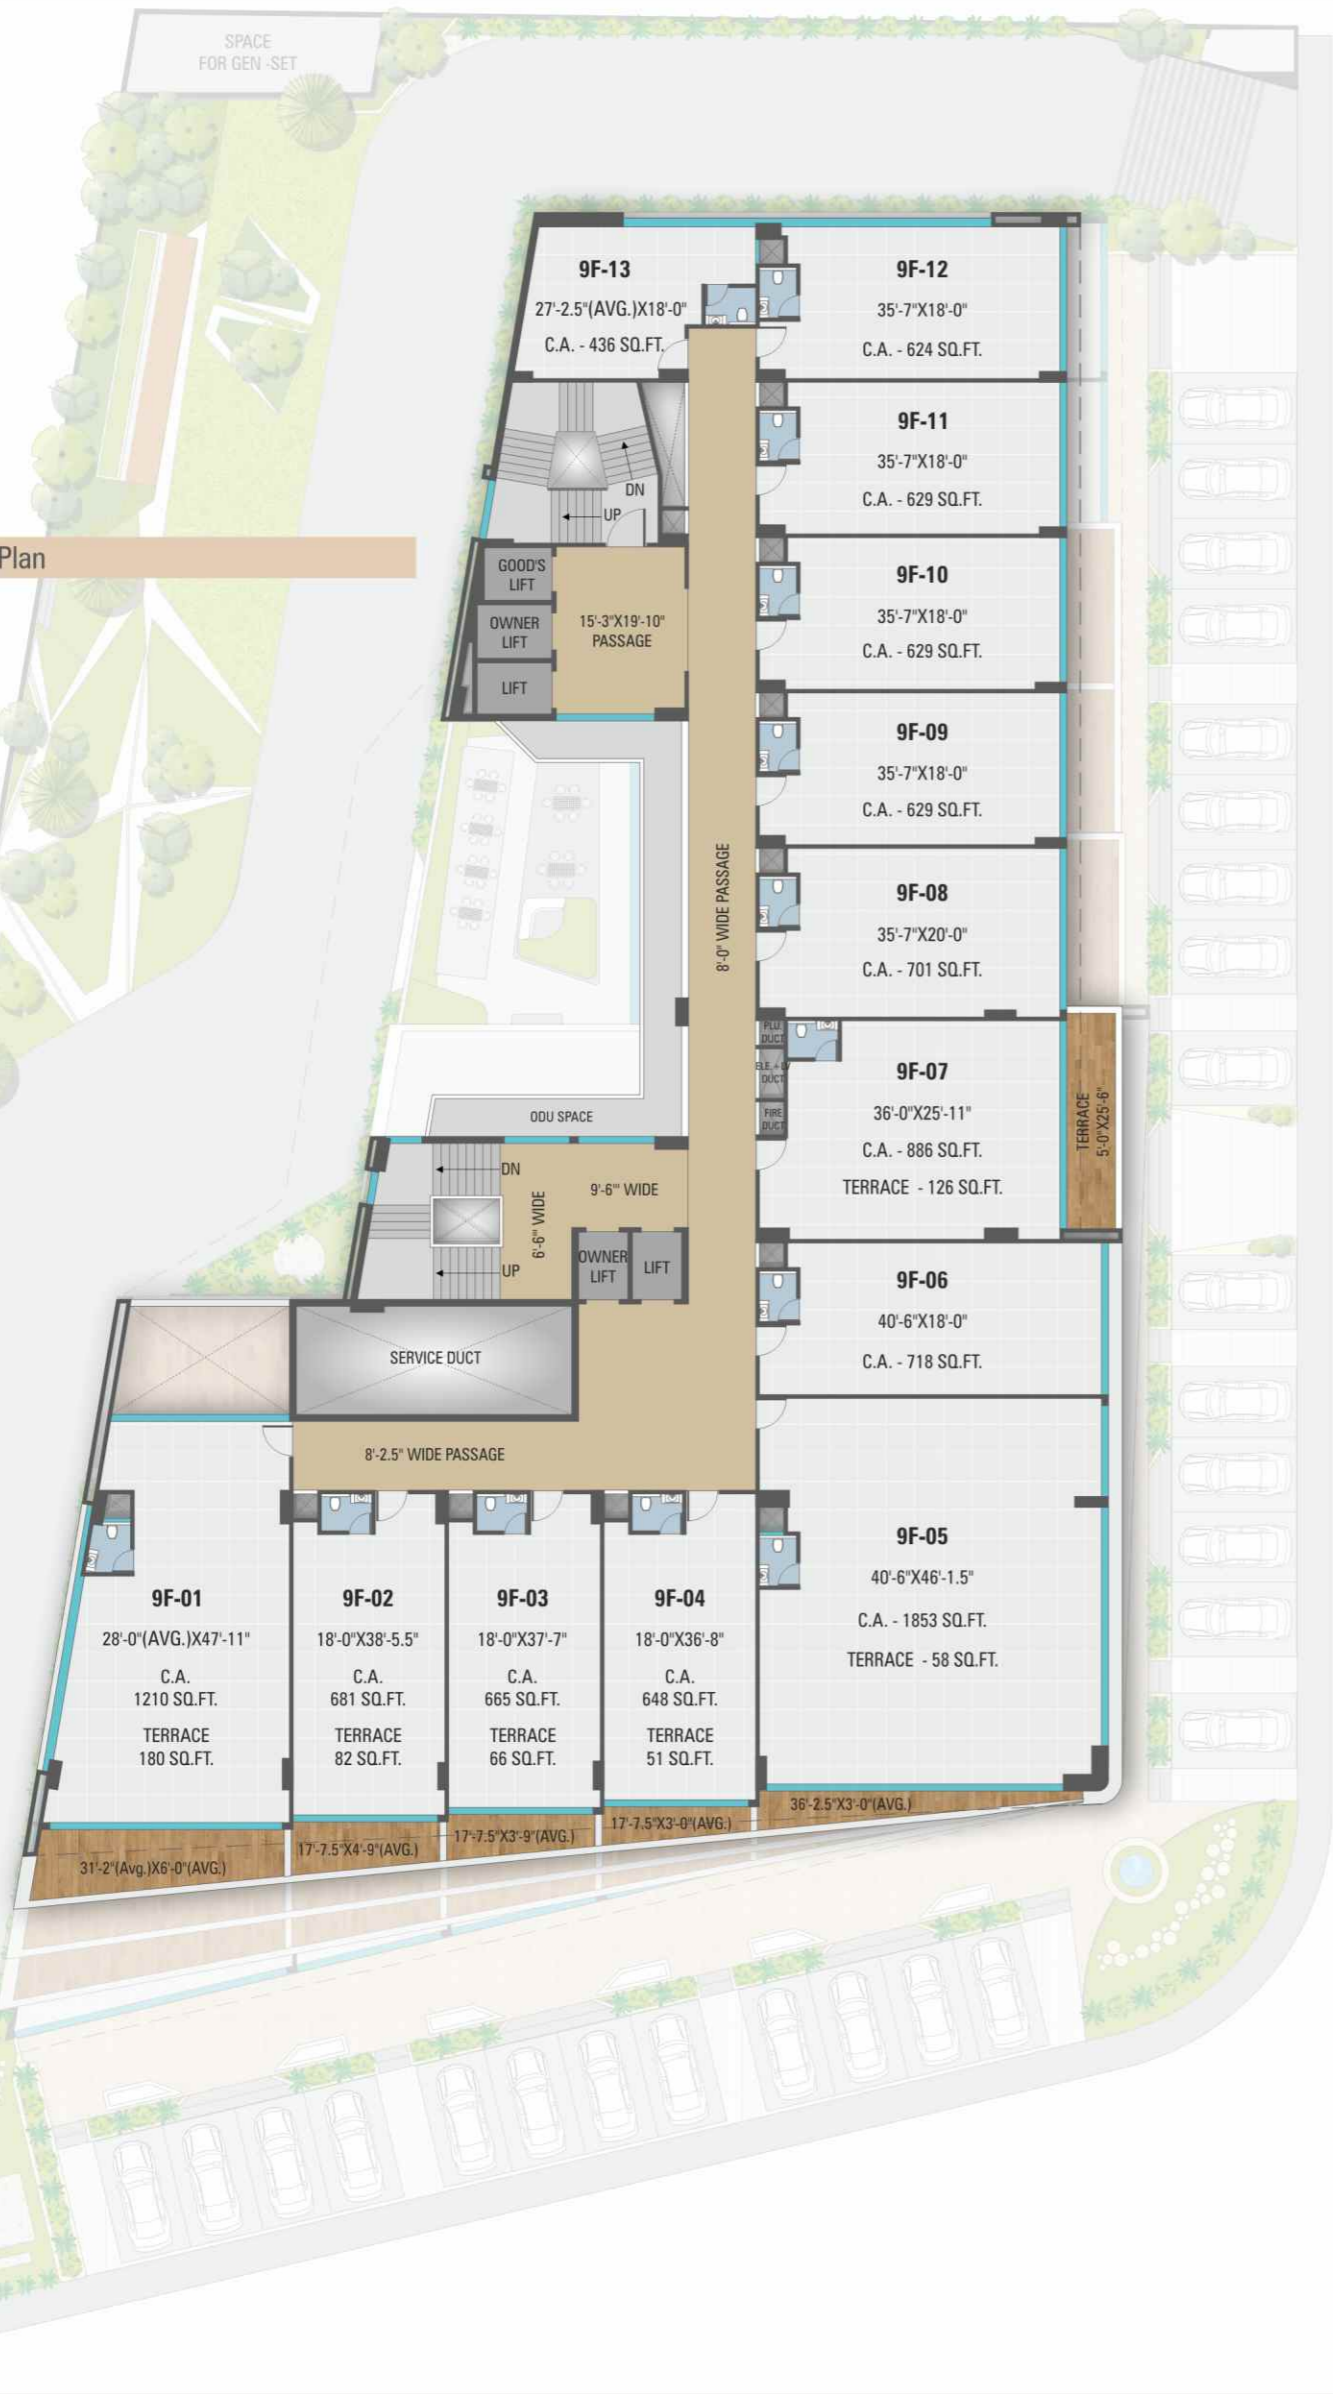 SPACE
FOR GEN -SET
9F-13
27'-2.5"(AVG.)X18'-0"
C.A. - 436 SQ.FT.
9F-12
35'-7"X18'-0"
C.A. - 624 SQ.FT.
9F-11
35'-7"X18'-0"
C.A. - 629 SQ.FT.
DN
UP
Plan
GOOD'S
LIFT
OWNER
LIFT
LIFT
15'-3"X19'-10"
PASSAGE
9F-10
35'-7"X18'-0"
C.A. - 629 SQ.FT.
9F-09
35'-7"X18'-0"
C.A. - 629 SQ.FT.
8'-0" WIDE PASSAGE
9F-08
35'-7"X20'-0"
C.A. - 701 SQ.FT.
PLU.
DUCT
ELE. + LV
DUCT
FIRE
DUCT
9F-07
36'-0"X25'-11"
C.A. - 886 SQ.FT.
TERRACE - 126 SQ.FT.
TERRACE
5'-0"X25'-6"
ODU SPACE
DN
UP
6'-6"' WIDE
9'-6"' WIDE
OWNER
LIFT
LIFT
9F-06
40'-6"X18'-0"
C.A. - 718 SQ.FT.
SERVICE DUCT
8'-2.5" WIDE PASSAGE
9F-05
40'-6"X46'-1.5"
C.A. - 1853 SQ.FT.
TERRACE - 58 SQ.FT.
9F-01
28'-0"(AVG.)X47'-11"
C.A.
1210 SQ.FT.
TERRACE
180 SQ.FT.
9F-02
18'-0"X38'-5.5"
C.A.
681 SQ.FT.
TERRACE
82 SQ.FT.
9F-03
18'-0"X37'-7"
C.A.
665 SQ.FT.
TERRACE
66 SQ.FT.
9F-04
18'-0"X36'-8"
C.A.
648 SQ.FT.
TERRACE
51 SQ.FT.
31'-2"(Avg.)X6'-0"(AVG.)
17'-7.5"X4'-9"(AVG.)
17'-7.5"X3'-9"(AVG.)
17'-7.5"X3'-0"(AVG.)
36'-2.5"X3'-0"(AVG.)